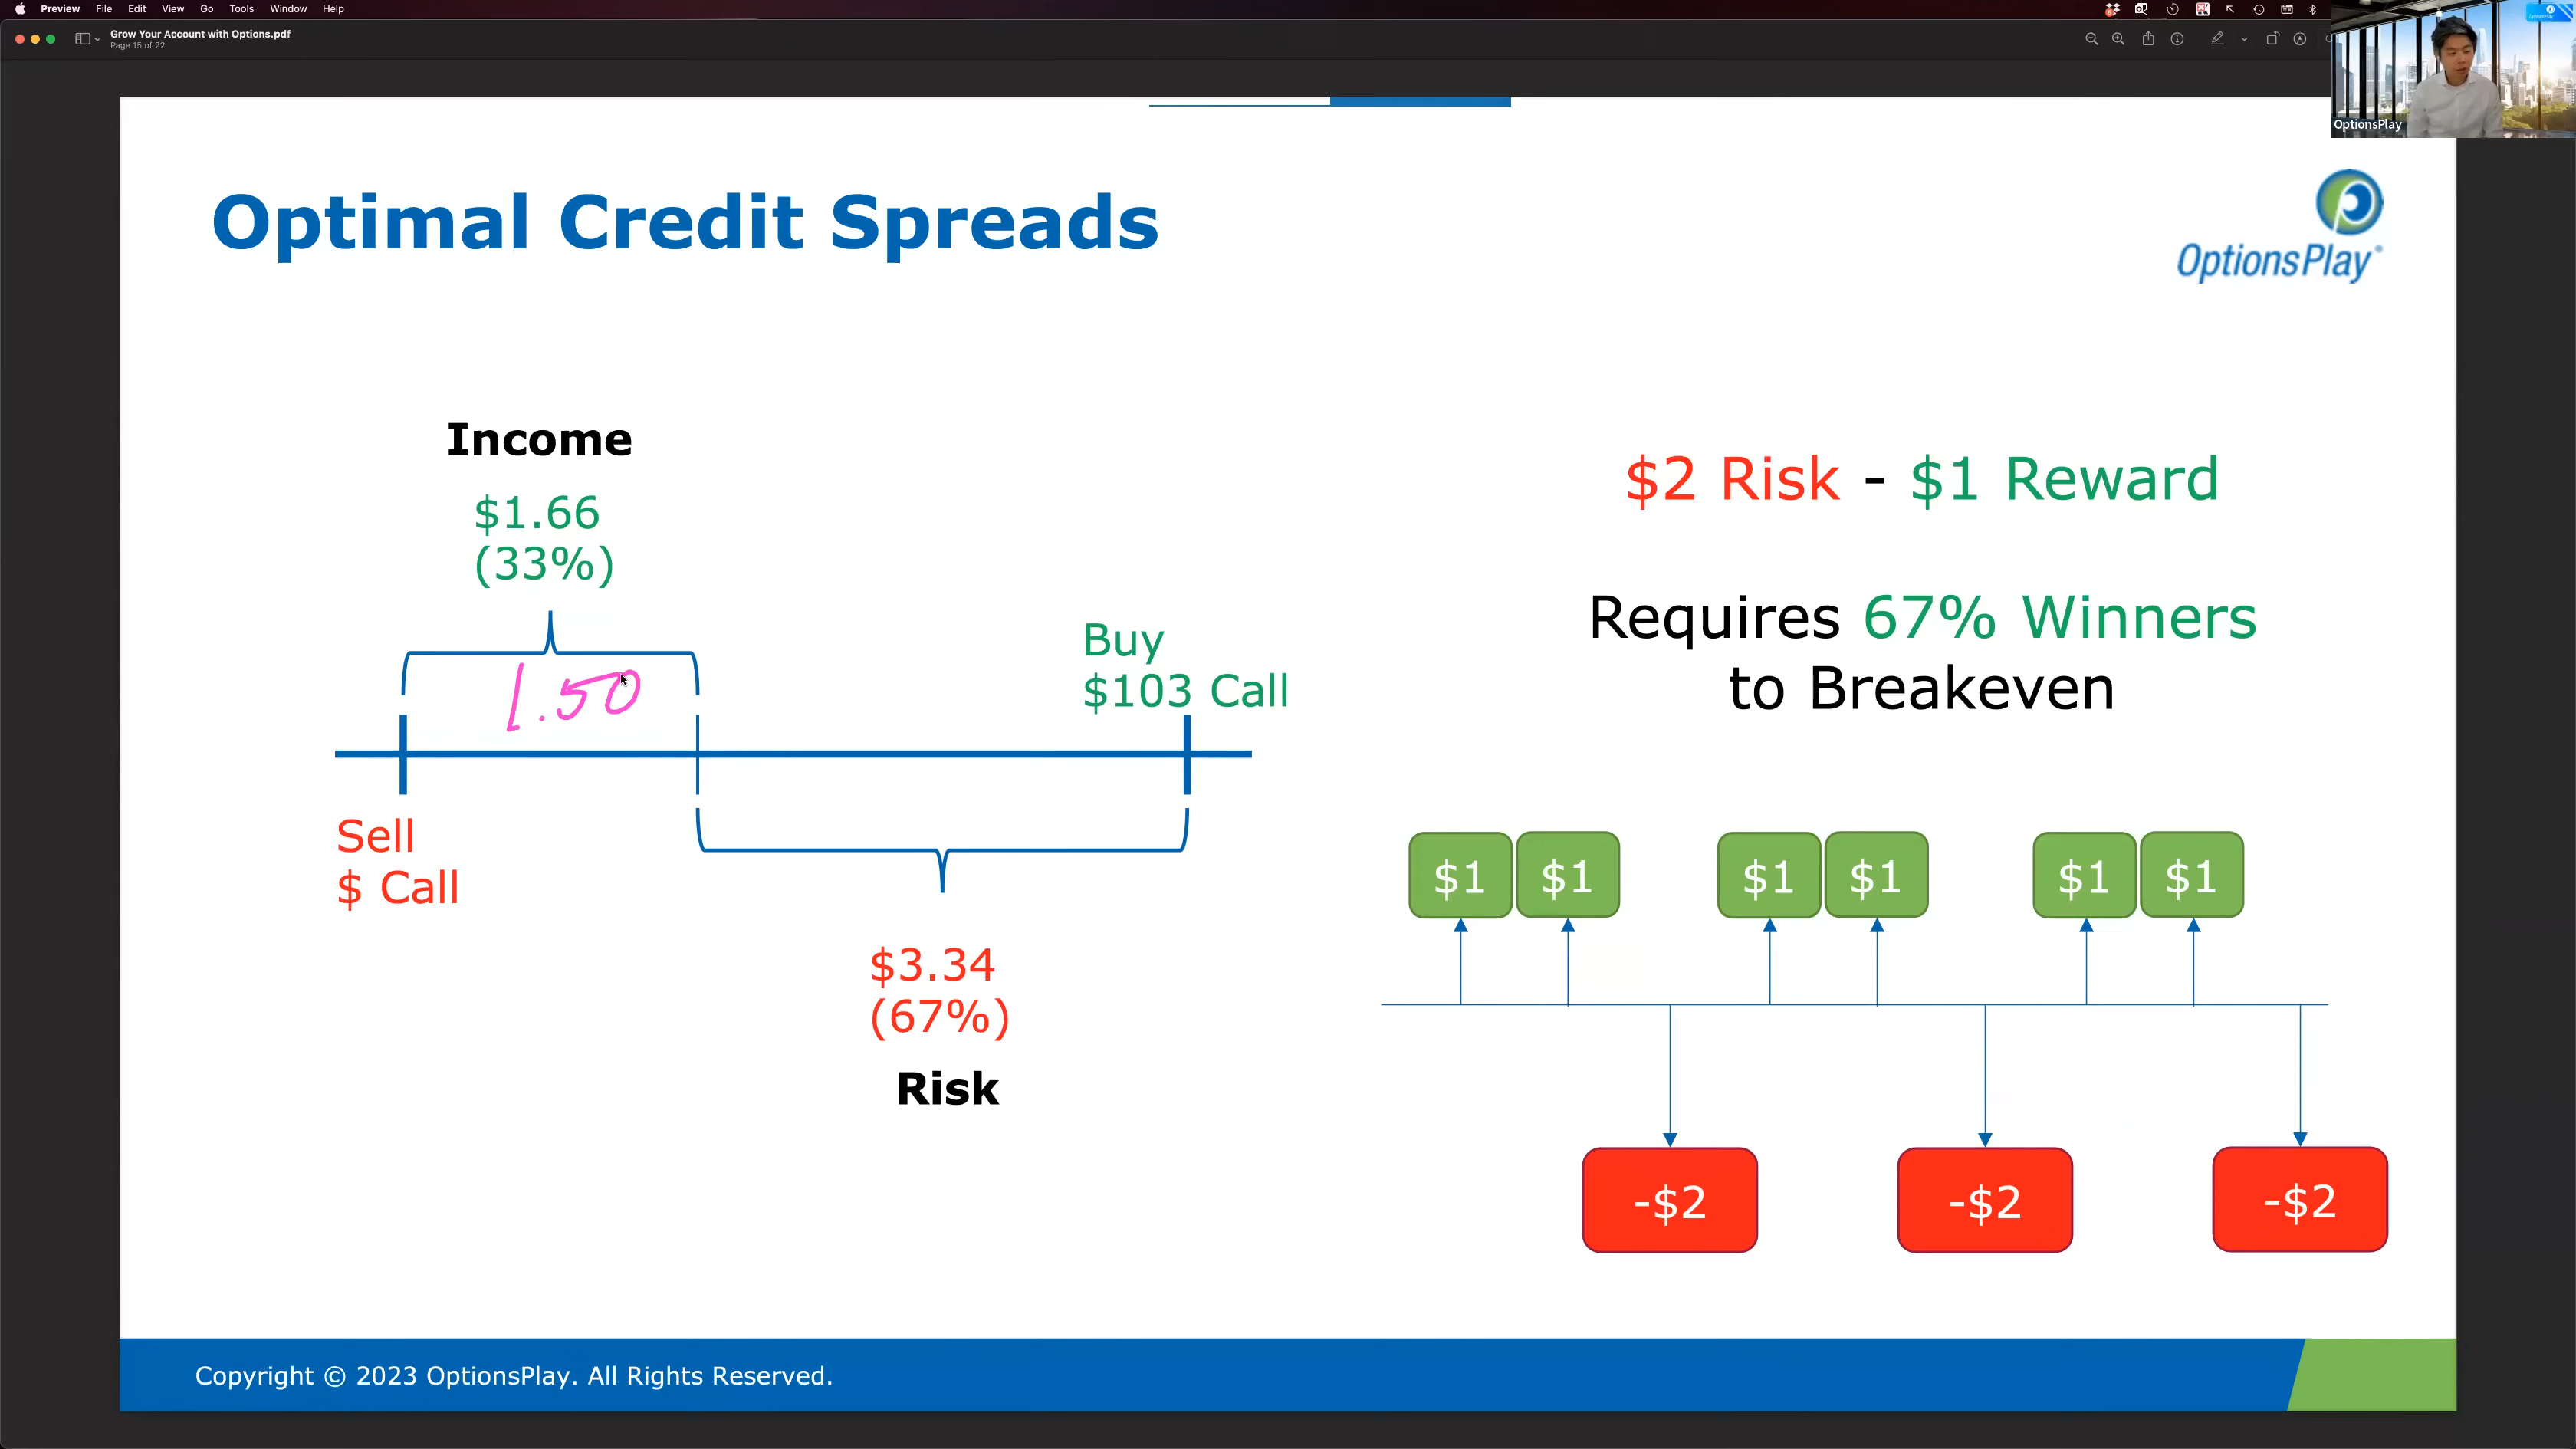 Preview File Edit View Go Tools Window Help
Grow Your Account with Options.pdf
Page 15 of 22
OptionsPlay
Optimal Credit Spreads
OptionsPlay
Income
$1.66
(33%)
1.50
Buy
$103 Call
Sell
$ Call
$3.34
(67%)
Risk
$2 Risk - $1 Reward
Requires 67% Winners
to Breakeven
$1 $1 $1 $1 $1 $1
-$2 -$2 -$2
Copyright © 2023 OptionsPlay. All Rights Reserved.